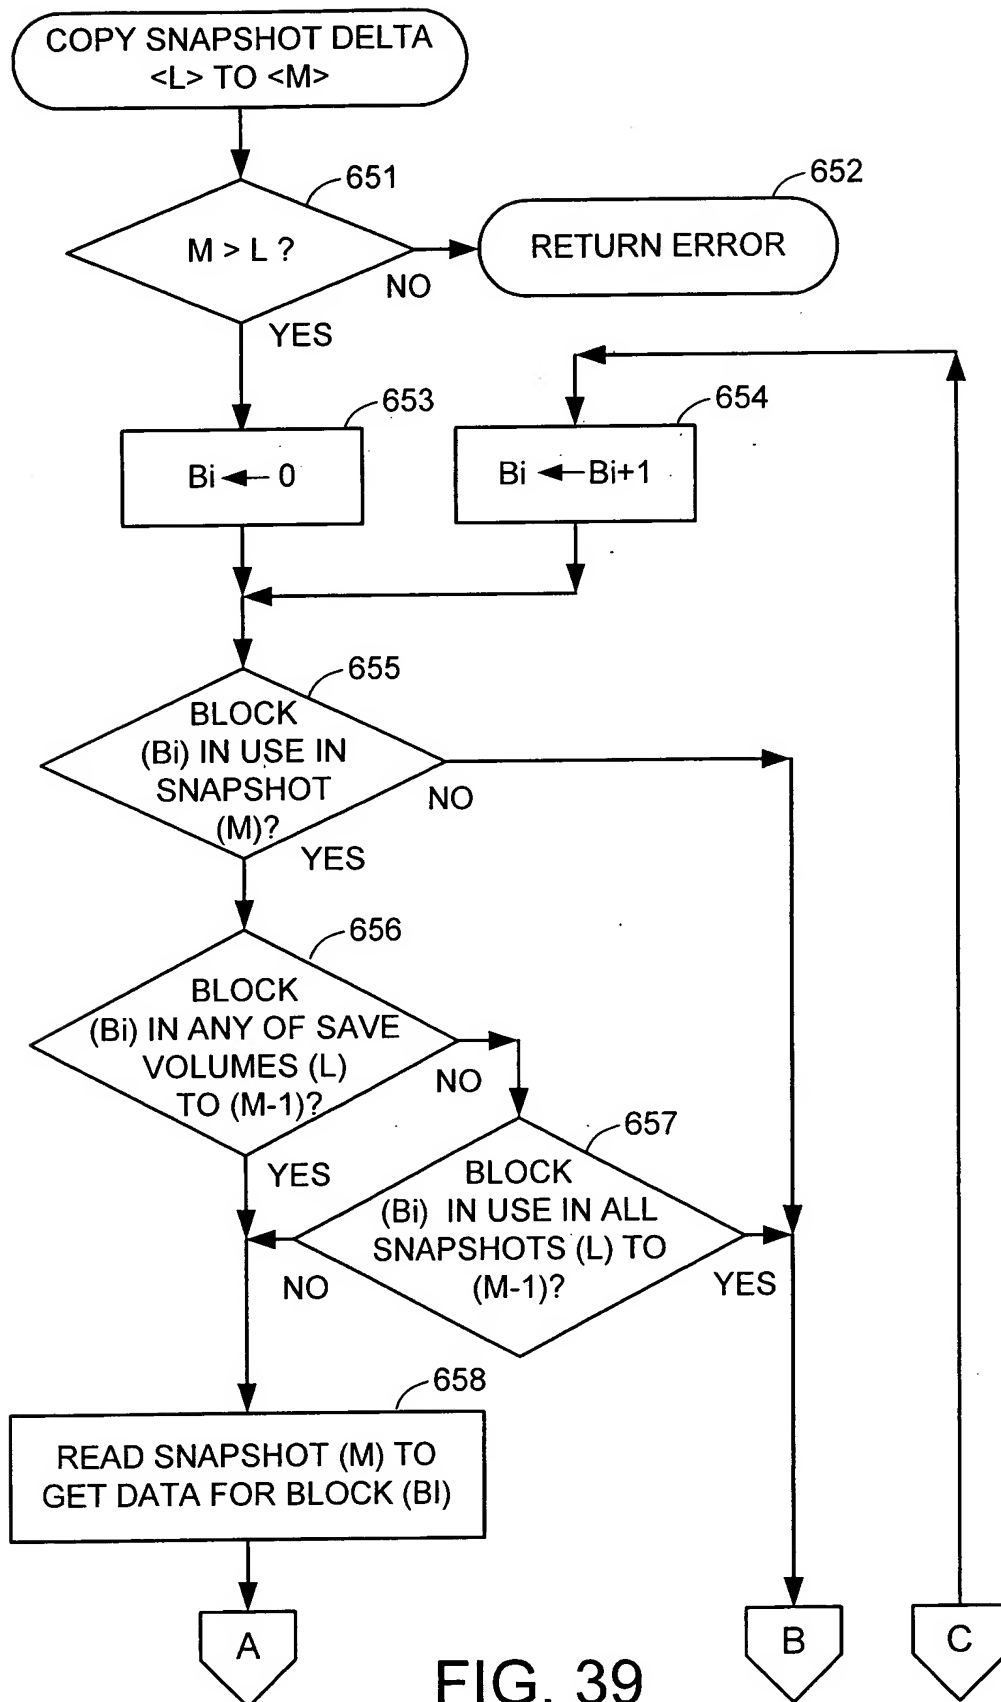 COPY SNAPSHOT DELTA
<L> TO <M>
651
M > L ?
NO
YES
652
RETURN ERROR
653
Bi ← 0
654
Bi ← Bi+1
655
BLOCK
(Bi) IN USE IN
SNAPSHOT
(M)?
NO
YES
656
BLOCK
(Bi) IN ANY OF SAVE
VOLUMES (L)
TO (M-1)?
NO
YES
657
BLOCK
(Bi) IN USE IN ALL
SNAPSHOTS (L) TO
(M-1)?
NO
YES
658
READ SNAPSHOT (M) TO
GET DATA FOR BLOCK (BI)
A
B
C
FIG. 39